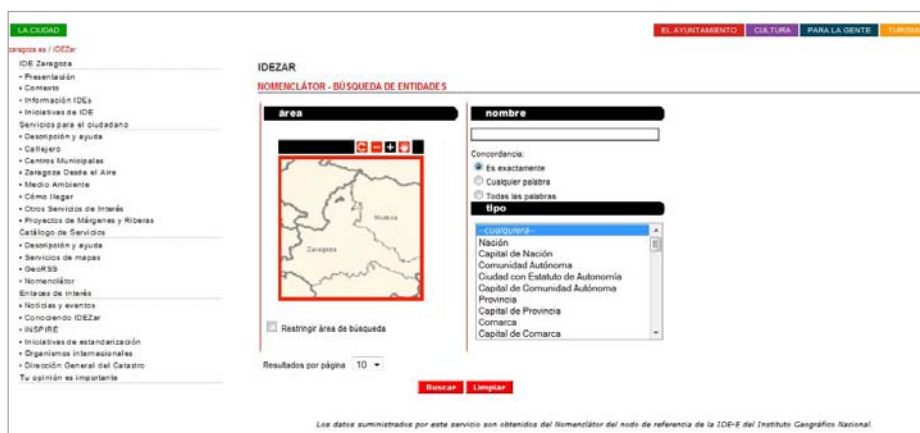 LA CIUDAD
EL AYUNTAMIENTO CULTURA PARA LA GENTE TURISMO
zaragoza.es / IDEZar
IDE Zaragoza
• Presentación
• Contexto
• Información IDEs
• Iniciativas de IDE
Servicios para el ciudadano
• Descripción y ayuda
• Callejero
• Centros Municipales
• Zaragoza Desde el Aire
• Medio Ambiente
• Cómo llegar
• Otros Servicios de Interés
• Proyectos de Márgenes y Riberas
Catálogo de Servicios
• Descripción y ayuda
• Servicios de mapas
• GeoRSS
• Nomenclátor
Enlaces de interés
• Noticias y eventos
• Conociendo IDEZar
• INSPIRE
• Iniciativas de estandarización
• Organismos internacionales
• Dirección General del Catastro
Tu opinión es importante
IDEZAR
NOMENCLÁTOR - BÚSQUEDA DE ENTIDADES
área
Huesca
Zaragoza
Restringir área de búsqueda
Resultados por página 10
nombre
Concordancia:
Es exactamente
Cualquier palabra
Todas las palabras
tipo
--cualquiera--
Nación
Capital de Nación
Comunidad Autónoma
Ciudad con Estatuto de Autonomía
Capital de Comunidad Autónoma
Provincia
Capital de Provincia
Comarca
Capital de Comarca
Buscar Limpiar
Los datos suministrados por este servicio son obtenidos del Nomenclátor del nodo de referencia de la IDE-E del Instituto Geográfico Nacional.